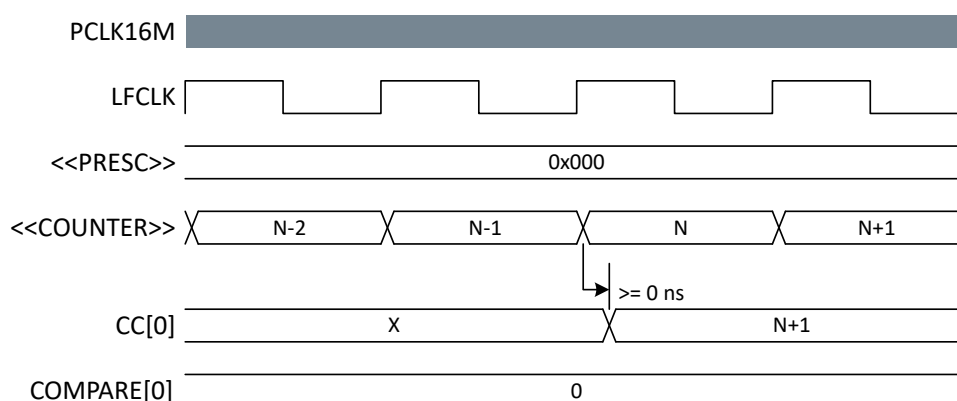 PCLK16M
LFCLK
<<PRESC>> 0x000
<<COUNTER>> N-2 N-1 N N+1
>= 0 ns
CC[0] X N+1
COMPARE[0] 0